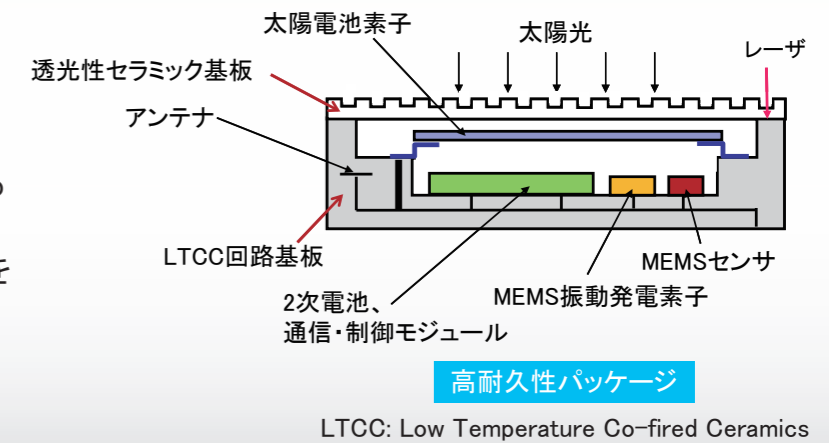 太陽電池素子
太陽光
レーザ
透光性セラミック基板
アンテナ
を
LTCC回路基板
MEMSセンサ
MEMS振動発電素子
2次電池、
通信・制御モジュール
高耐久性パッケージ
LTCC: Low Temperature Co-fired Ceramics